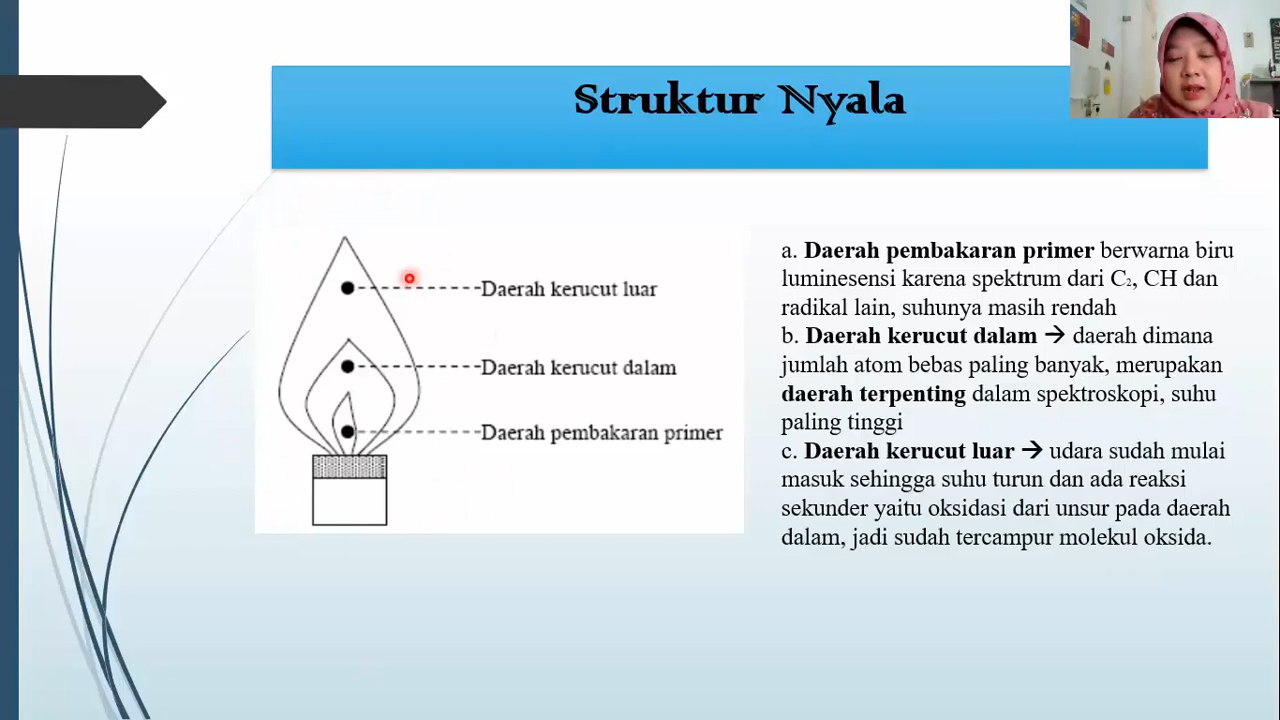 Struktur Nyala
Daerah kerucut luar
Daerah kerucut dalam
Daerah pembakaran primer
a. Daerah pembakaran primer berwarna biru
luminesensi karena spektrum dari C₂, CH dan
radikal lain, suhunya masih rendah
b. Daerah kerucut dalam → daerah dimana
jumlah atom bebas paling banyak, merupakan
daerah terpenting dalam spektroskopi, suhu
paling tinggi
c. Daerah kerucut luar → udara sudah mulai
masuk sehingga suhu turun dan ada reaksi
sekunder yaitu oksidasi dari unsur pada daerah
dalam, jadi sudah tercampur molekul oksida.